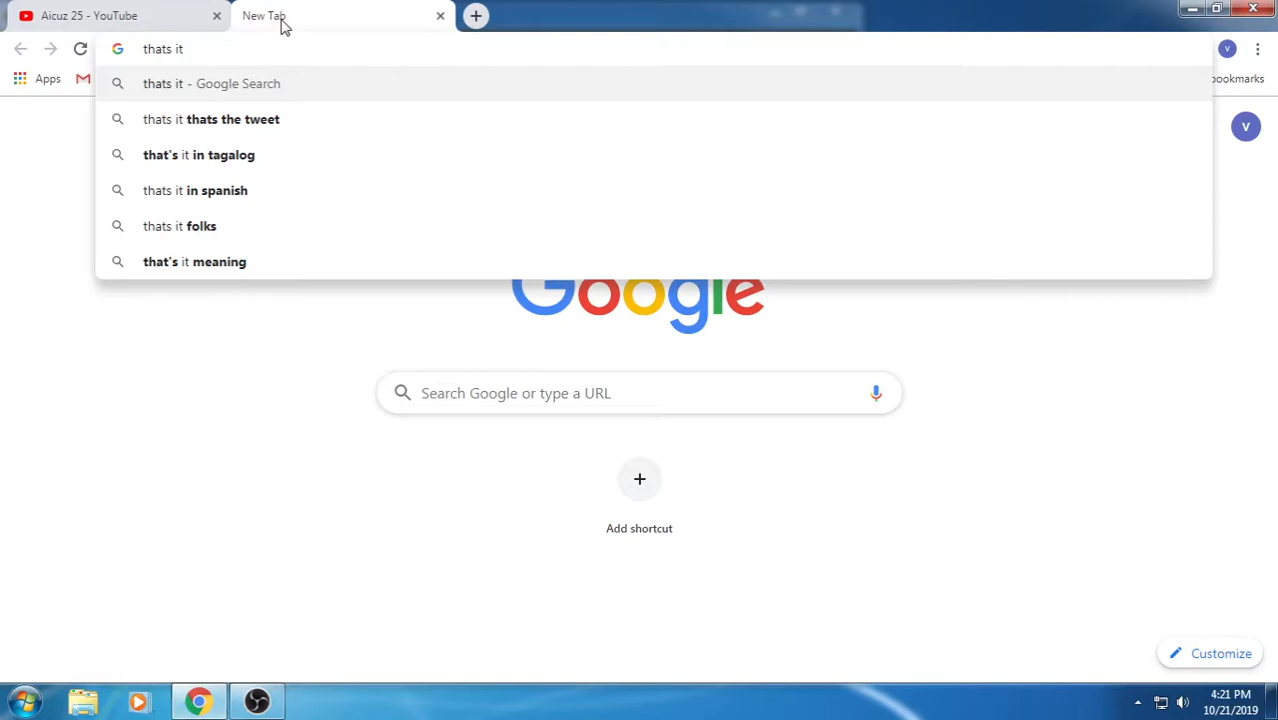 Aicuz 25 - YouTube
New Tab
thats it
Apps
bookmarks
V
thats it - Google Search
thats it thats the tweet
that's it in tagalog
thats it in spanish
thats it folks
that's it meaning
V
Google
Search Google or type a URL
Add shortcut
Customize
4:21 PM
10/21/2019